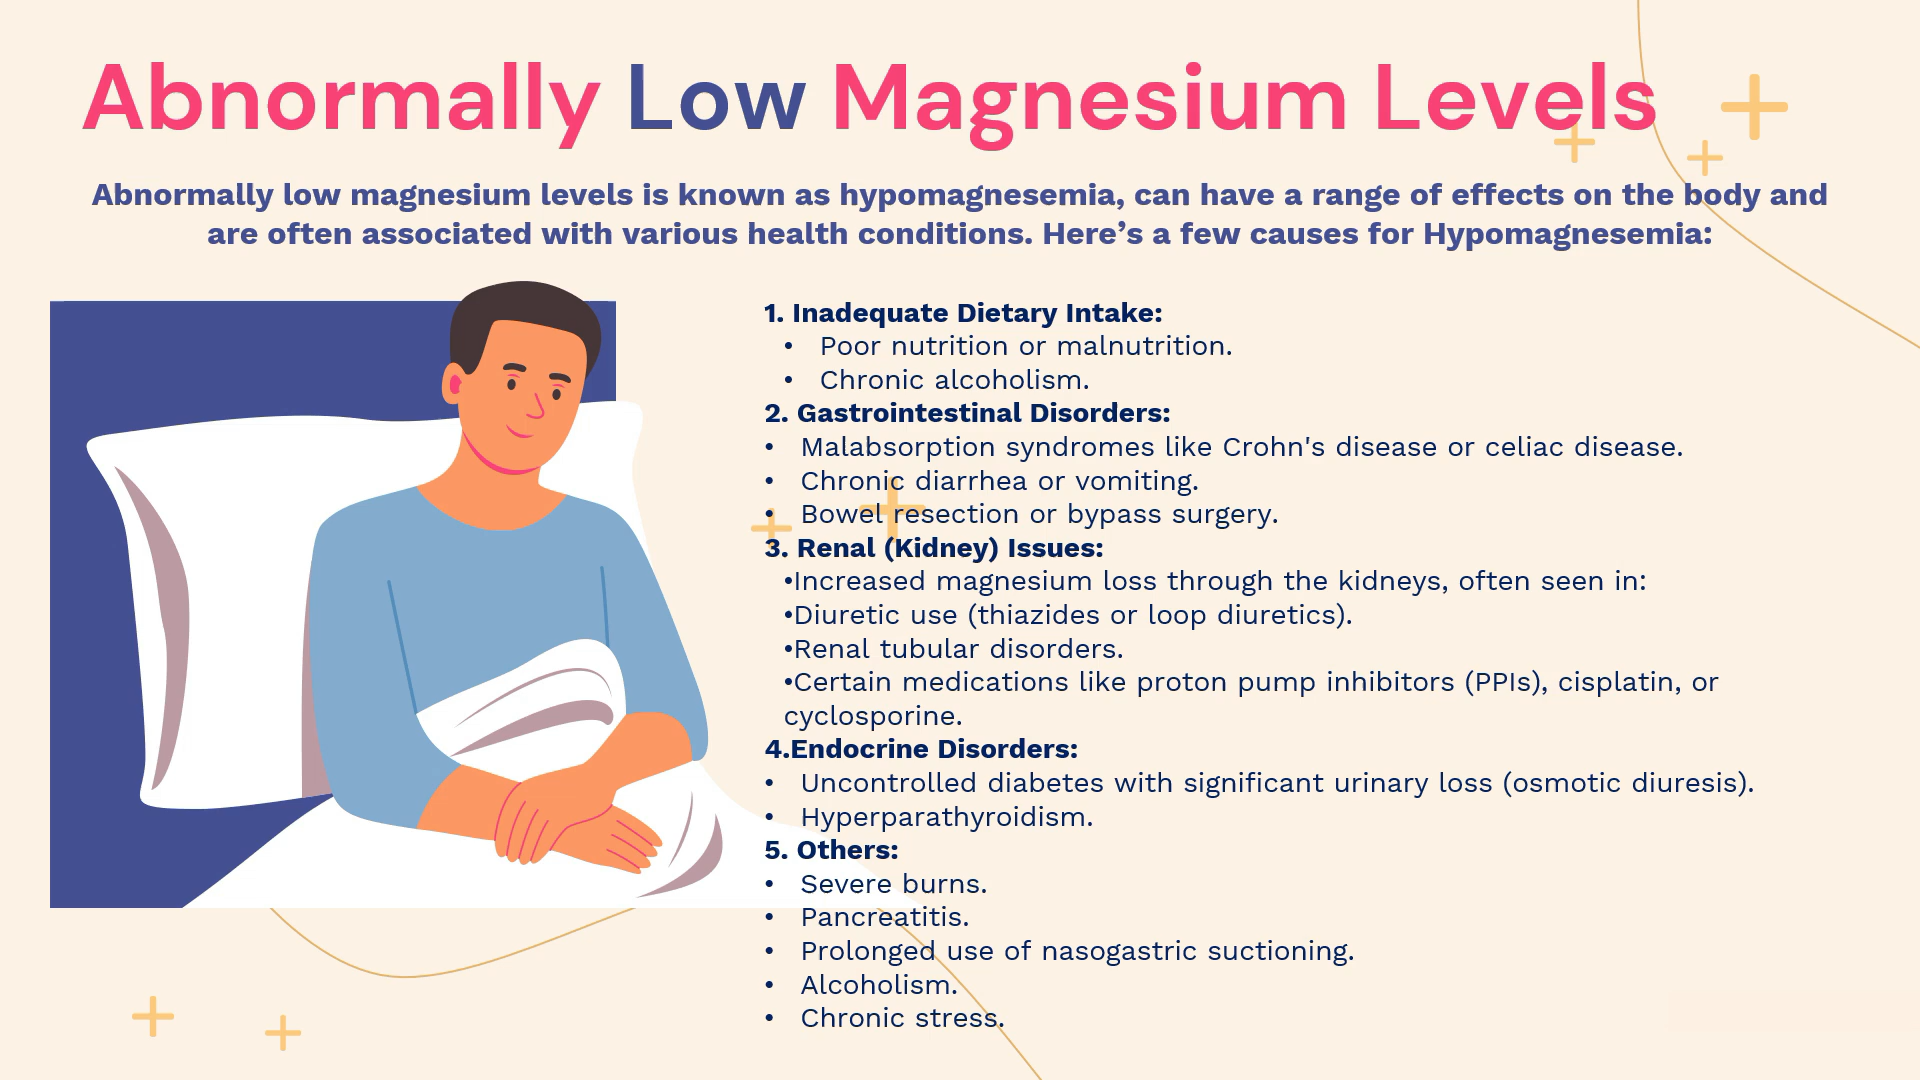 Abnormally Low Magnesium Levels
Abnormally low magnesium levels is known as hypomagnesemia, can have a range of effects on the body and
are often associated with various health conditions. Here’s a few causes for Hypomagnesemia:
1. Inadequate Dietary Intake:
• Poor nutrition or malnutrition.
• Chronic alcoholism.
2. Gastrointestinal Disorders:
• Malabsorption syndromes like Crohn's disease or celiac disease.
• Chronic diarrhea or vomiting.
• Bowel resection or bypass surgery.
3. Renal (Kidney) Issues:
•Increased magnesium loss through the kidneys, often seen in:
•Diuretic use (thiazides or loop diuretics).
•Renal tubular disorders.
•Certain medications like proton pump inhibitors (PPIs), cisplatin, or
cyclosporine.
4.Endocrine Disorders:
• Uncontrolled diabetes with significant urinary loss (osmotic diuresis).
• Hyperparathyroidism.
5. Others:
• Severe burns.
• Pancreatitis.
• Prolonged use of nasogastric suctioning.
• Alcoholism.
• Chronic stress.